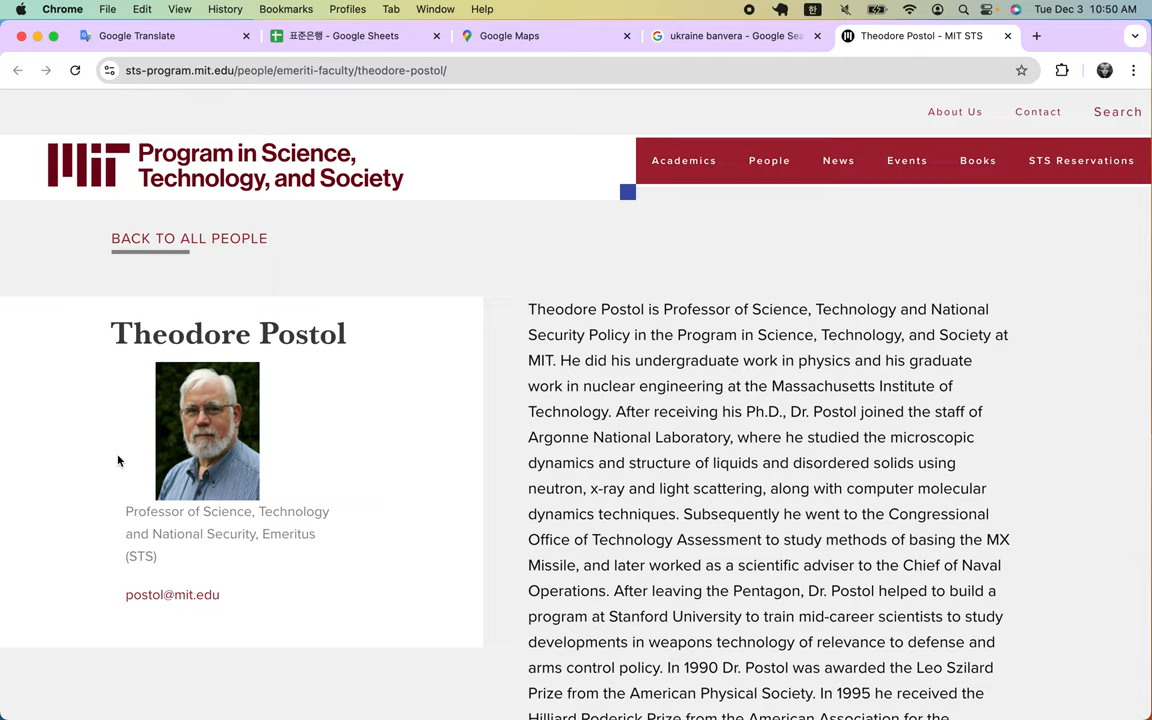 Chrome File Edit View History Bookmarks Profiles Tab Window Help 한 Tue Dec 3 10:50 AM
Google Translate 표준은행 - Google Sheets Google Maps ukraine banvera - Google Sea Theodore Postol - MIT STS
sts-program.mit.edu/people/emeriti-faculty/theodore-postol/
About Us Contact Search
MIT Program in Science,
Technology, and Society
Academics People News Events Books STS Reservations
BACK TO ALL PEOPLE
Theodore Postol
Professor of Science, Technology
and National Security, Emeritus
(STS)
postol@mit.edu
Theodore Postol is Professor of Science, Technology and National
Security Policy in the Program in Science, Technology, and Society at
MIT. He did his undergraduate work in physics and his graduate
work in nuclear engineering at the Massachusetts Institute of
Technology. After receiving his Ph.D., Dr. Postol joined the staff of
Argonne National Laboratory, where he studied the microscopic
dynamics and structure of liquids and disordered solids using
neutron, x-ray and light scattering, along with computer molecular
dynamics techniques. Subsequently he went to the Congressional
Office of Technology Assessment to study methods of basing the MX
Missile, and later worked as a scientific adviser to the Chief of Naval
Operations. After leaving the Pentagon, Dr. Postol helped to build a
program at Stanford University to train mid-career scientists to study
developments in weapons technology of relevance to defense and
arms control policy. In 1990 Dr. Postol was awarded the Leo Szilard
Prize from the American Physical Society. In 1995 he received the
Hilliard Roderick Prize from the American Association for the